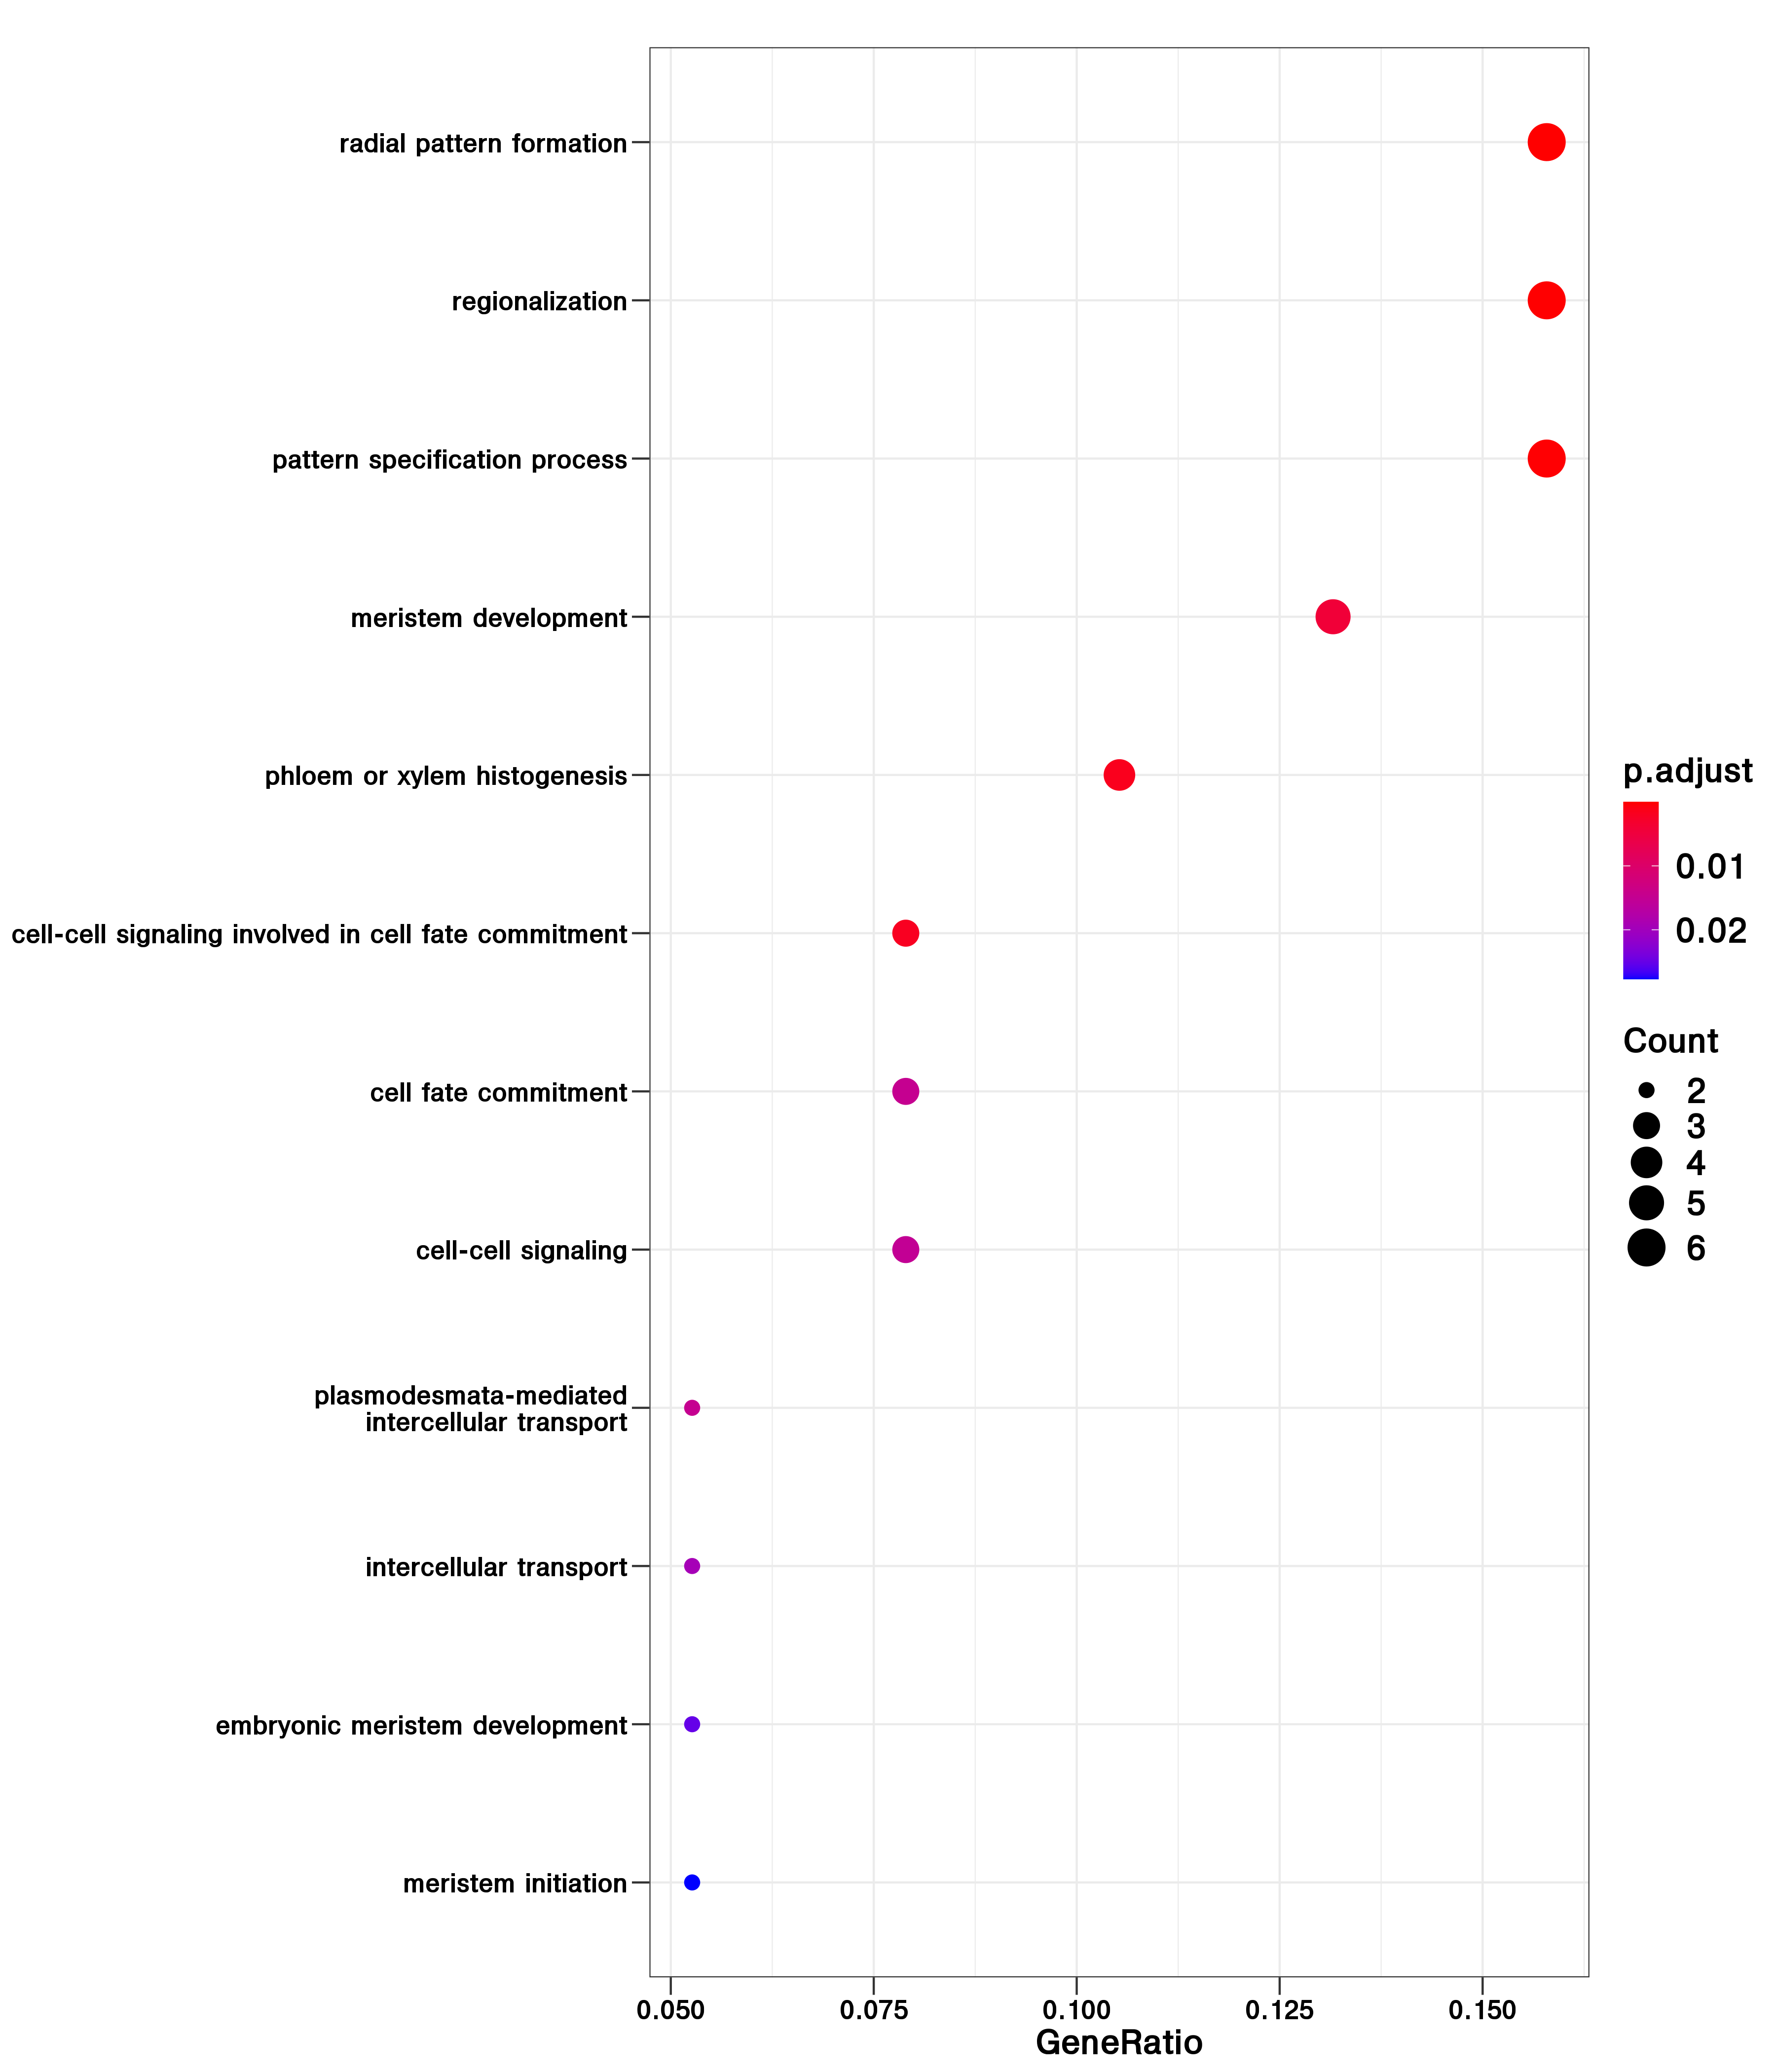 radial pattern formation
regionalization
pattern specification process
meristem development
phloem or xylem histogenesis
cell-cell signaling involved in cell fate commitment
cell fate commitment
cell-cell signaling
plasmodesmata-mediated
intercellular transport
intercellular transport
embryonic meristem development
meristem initiation
0.050 0.075 0.100 0.125 0.150
GeneRatio
p.adjust
0.01
0.02
Count
2
3
4
5
6